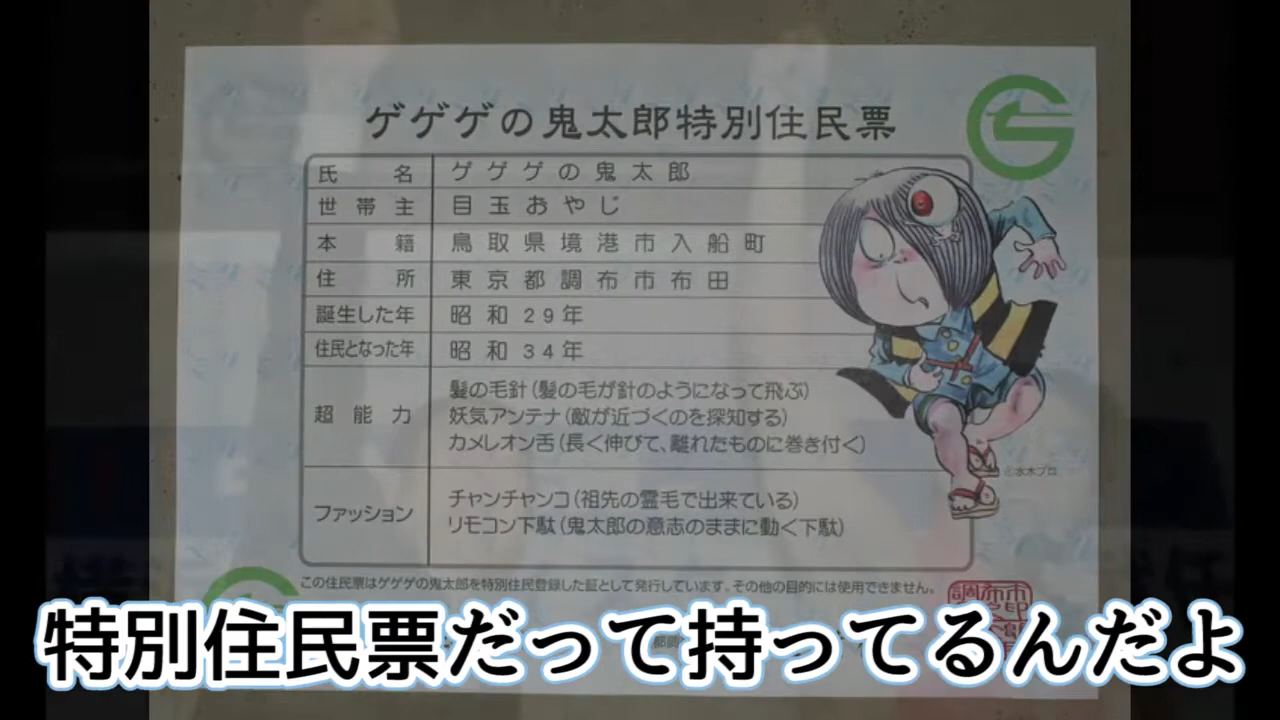 ゲゲゲの鬼太郎特別住民票
氏名 ゲゲゲの鬼太郎
世帯主 目玉おやじ
本籍 鳥取県境港市入船町
住所 東京都調布市布田
誕生した年 昭和29年
住民となった年 昭和34年
超能力 髪の毛針(髪の毛が針のようになって飛ぶ)
妖気アンテナ(敵が近づくのを探知する)
カメレオン舌(長く伸びて、離れたものに巻き付く)
©水木プロ
ファッション チャンチャンコ(祖先の霊毛で出来ている)
リモコン下駄(鬼太郎の意志のままに動く下駄)
この住民票はゲゲゲの鬼太郎を特別住民登録した証として発行しています。その他の目的には使用できません。
特別住民票だって持ってるんだよ